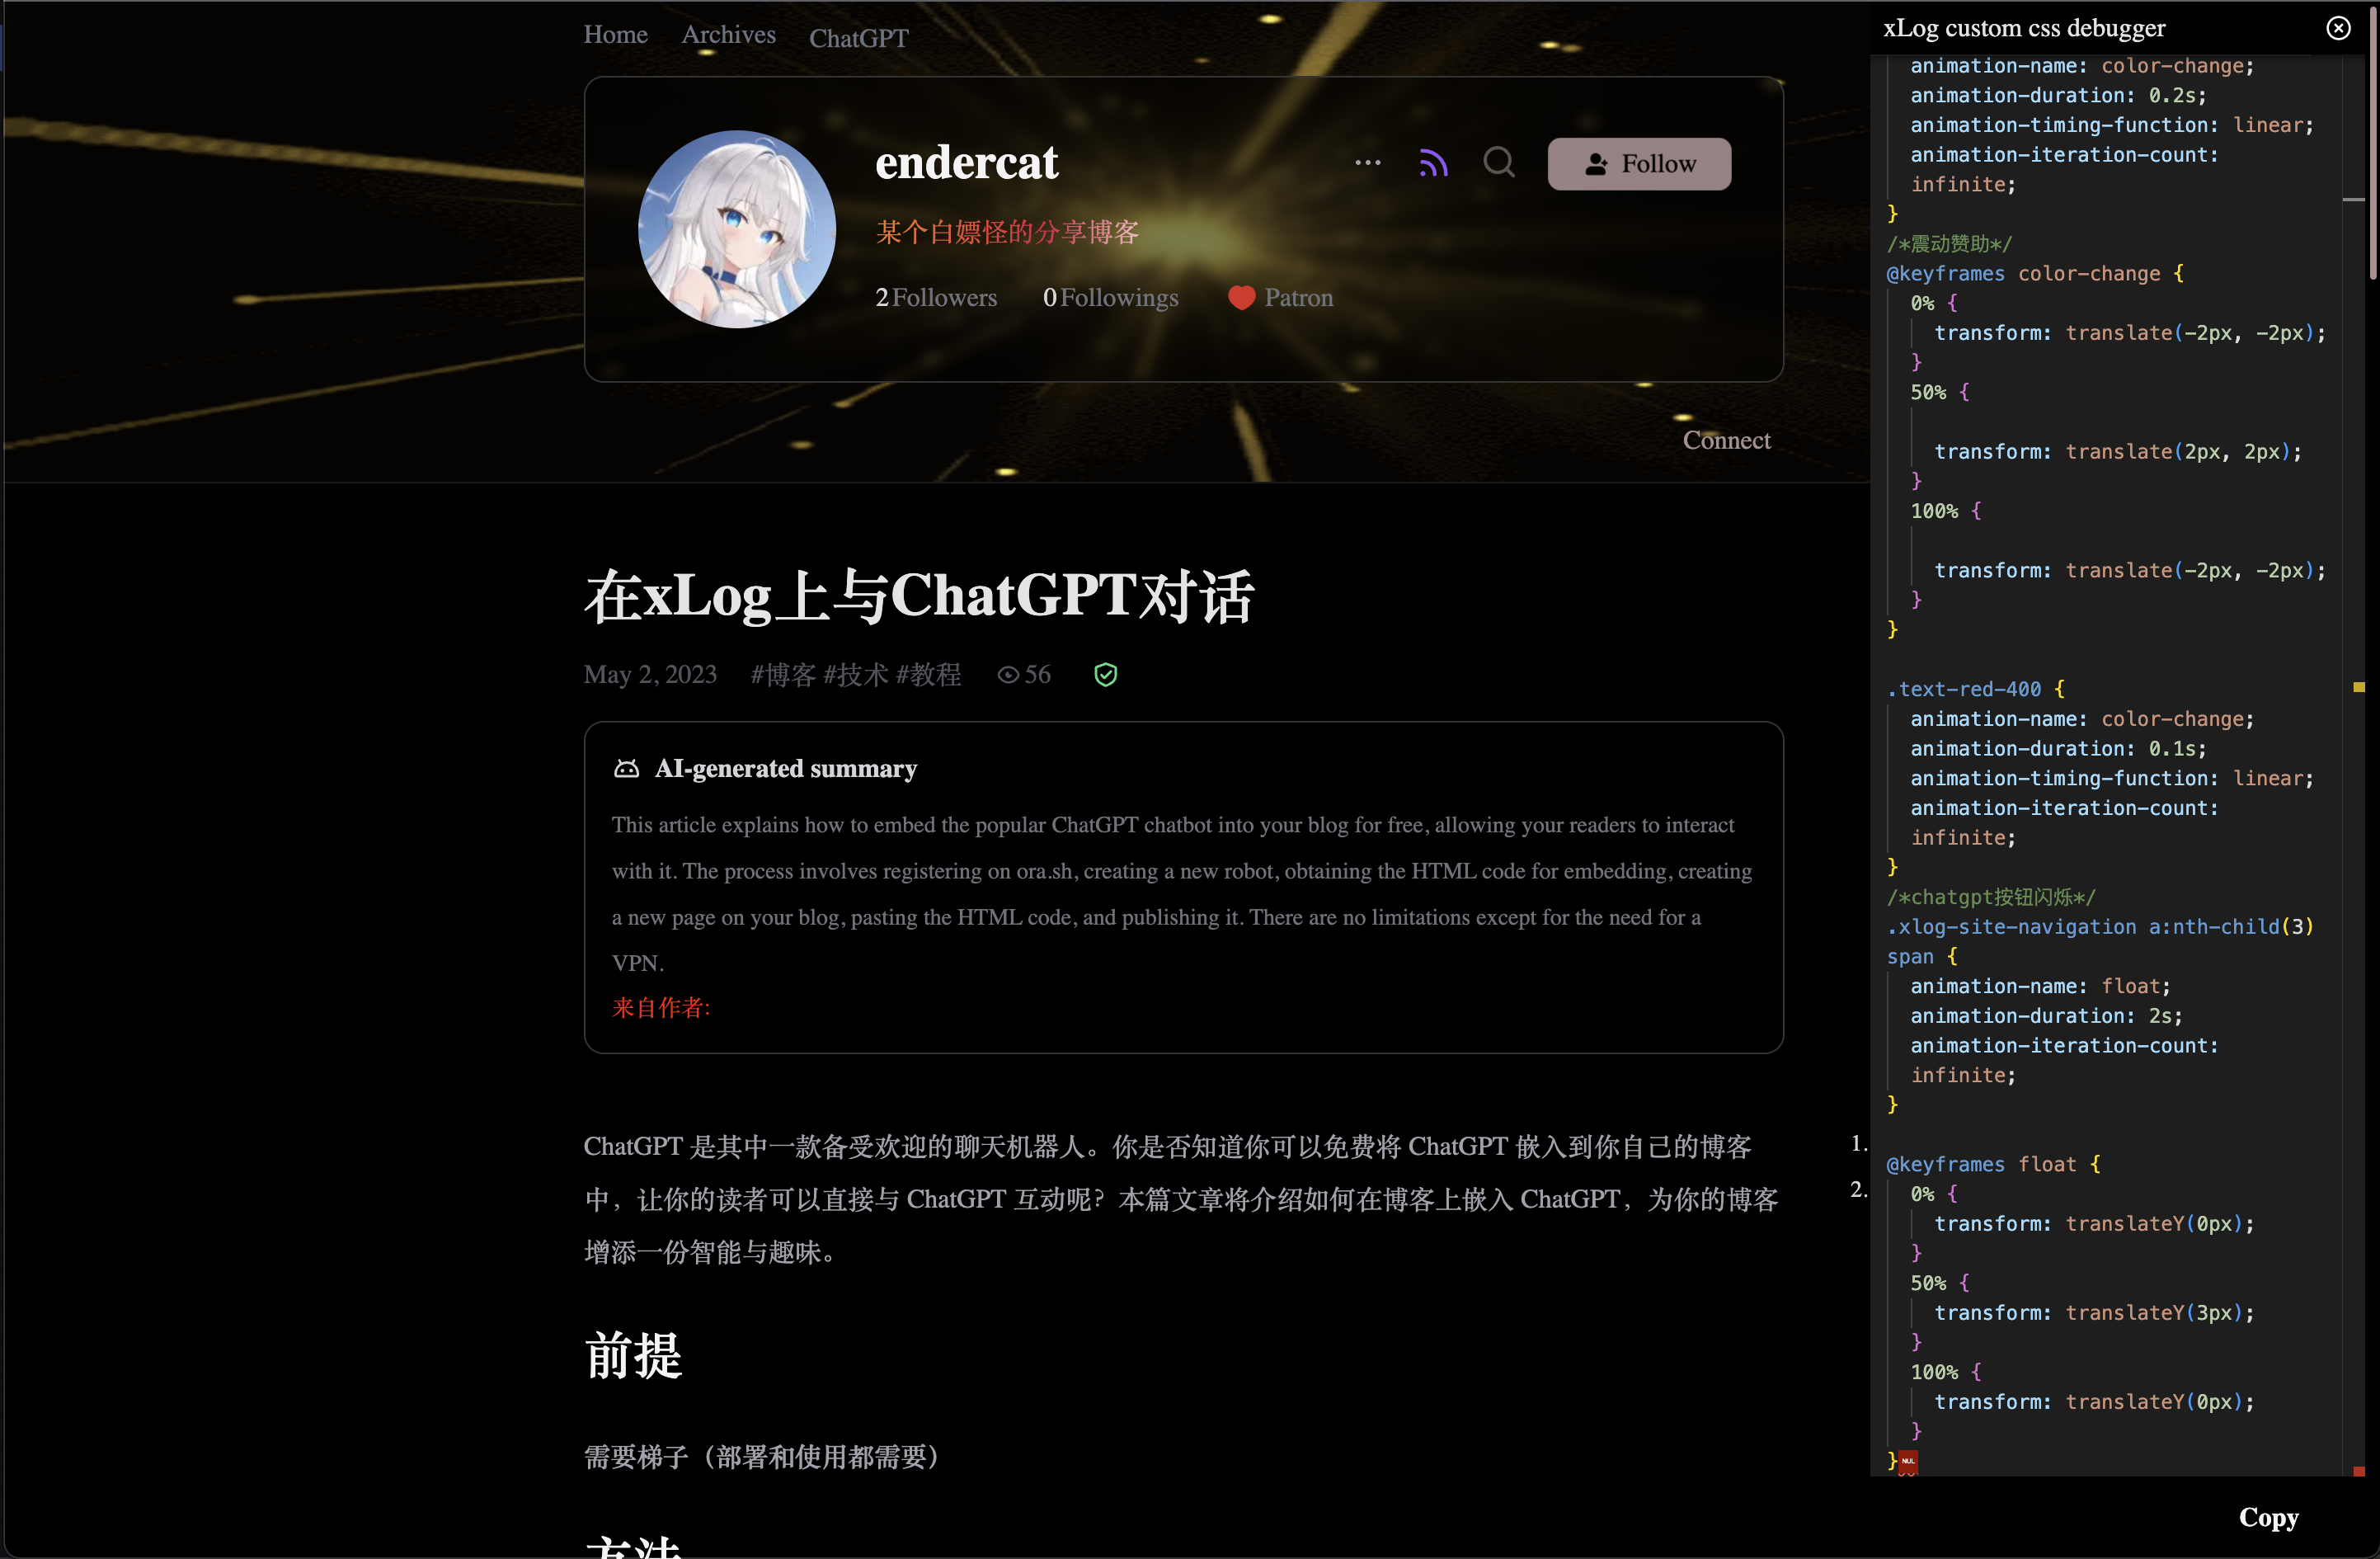 Home Archives ChatGPT
endercat
Follow
某个白嫖怪的分享博客
2 Followers 0 Followings Patron
Connect
在xLog上与ChatGPT对话
May 2, 2023 #博客 #技术 #教程 56
AI-generated summary
This article explains how to embed the popular ChatGPT chatbot into your blog for free, allowing your readers to interact
with it. The process involves registering on ora.sh, creating a new robot, obtaining the HTML code for embedding, creating
a new page on your blog, pasting the HTML code, and publishing it. There are no limitations except for the need for a
VPN.
来自作者:
ChatGPT 是其中一款备受欢迎的聊天机器人。你是否知道你可以免费将 ChatGPT 嵌入到你自己的博客
中，让你的读者可以直接与 ChatGPT 互动呢？本篇文章将介绍如何在博客上嵌入 ChatGPT，为你的博客
增添一份智能与趣味。
1.
2.
前提
需要梯子（部署和使用都需要）
方法
xLog custom css debugger
animation-name: color-change;
animation-duration: 0.2s;
animation-timing-function: linear;
animation-iteration-count:
infinite;
}
/*震动赞助*/
@keyframes color-change {
0% {
transform: translate(-2px, -2px);
}
50% {
transform: translate(2px, 2px);
}
100% {
transform: translate(-2px, -2px);
}
}
.text-red-400 {
animation-name: color-change;
animation-duration: 0.1s;
animation-timing-function: linear;
animation-iteration-count:
infinite;
}
/*chatgpt按钮闪烁*/
.xlog-site-navigation a:nth-child(3)
span {
animation-name: float;
animation-duration: 2s;
animation-iteration-count:
infinite;
}
@keyframes float {
0% {
transform: translateY(0px);
}
50% {
transform: translateY(3px);
}
100% {
transform: translateY(0px);
}
}NUL
Copy